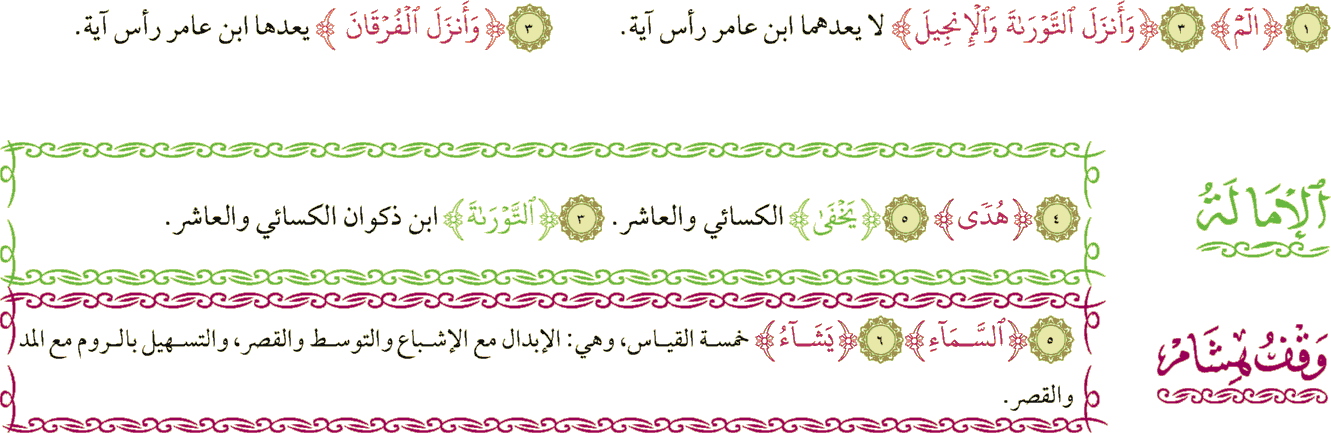 ١ ﴿الٓمٓ﴾ ٣ ﴿وَأَنزَلَ ٱلتَّوْرَىٰةَ وَٱلْإِنجِيلَ﴾ لا يعدهما ابن عامر رأس آية. ٣ ﴿وَأَنزَلَ ٱلْفُرْقَانَ﴾ يعدها ابن عامر رأس آية.
ٱلْإِمَالَةُ
٤ ﴿هُدًى﴾ ٥ ﴿يَخْفَىٰ﴾ الكسائي والعاشر. ٣ ﴿ٱلتَّوْرَىٰةَ﴾ ابن ذكوان الكسائي والعاشر.
وَقْفُ هِشَامٍ
٥ ﴿ٱلسَّمَآءِ﴾ ٦ ﴿يَشَآءُ﴾ خمسة القياس، وهي: الإبدال مع الإشباع والتوسط والقصر، والتسهيل بالروم مع المد
والقصر.